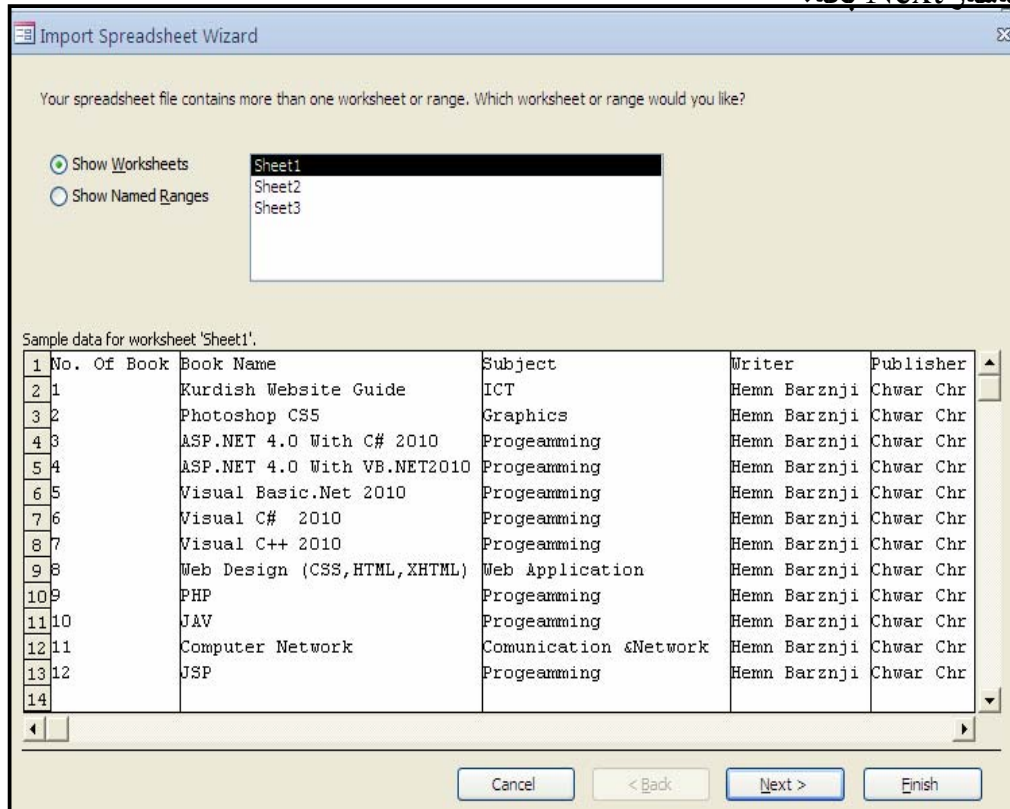 Next
Import Spreadsheet Wizard
Your spreadsheet file contains more than one worksheet or range. Which worksheet or range would you like?
Show Worksheets
Show Named Ranges
Sheet1
Sheet2
Sheet3
Sample data for worksheet 'Sheet1'.
1 No. Of Book Book Name Subject Writer Publisher
2 1 Kurdish Website Guide ICT Hemn Barznji Chwar Chr
3 2 Photoshop CS5 Graphics Hemn Barznji Chwar Chr
4 3 ASP.NET 4.0 With C# 2010 Progeamming Hemn Barznji Chwar Chr
5 4 ASP.NET 4.0 With VB.NET2010 Progeamming Hemn Barznji Chwar Chr
6 5 Visual Basic.Net 2010 Progeamming Hemn Barznji Chwar Chr
7 6 Visual C# 2010 Progeamming Hemn Barznji Chwar Chr
8 7 Visual C++ 2010 Progeamming Hemn Barznji Chwar Chr
9 8 Web Design (CSS,HTML,XHTML) Web Application Hemn Barznji Chwar Chr
10 9 PHP Progeamming Hemn Barznji Chwar Chr
11 10 JAV Progeamming Hemn Barznji Chwar Chr
12 11 Computer Network Comunication &Network Hemn Barznji Chwar Chr
13 12 JSP Progeamming Hemn Barznji Chwar Chr
14
Cancel < Back Next > Finish